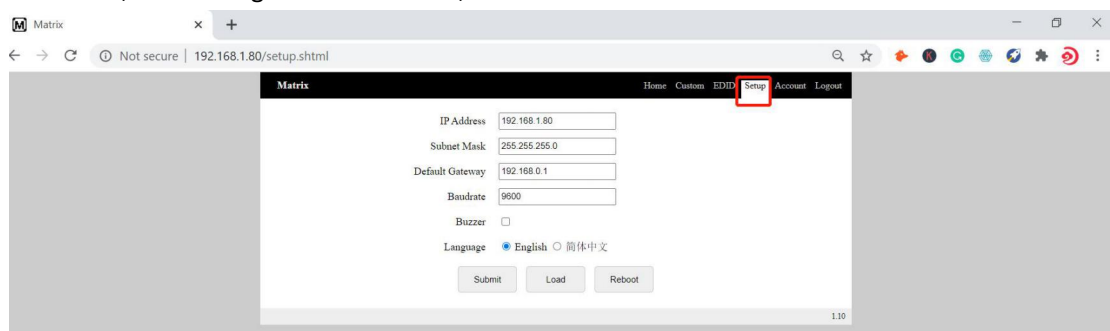 Matrix
Not secure | 192.168.1.80/setup.shtml
Matrix Home Custom EDID Setup Account Logout
IP Address 192.168.1.80
Subnet Mask 255.255.255.0
Default Gateway 192.168.0.1
Baudrate 9600
Buzzer
Language English 简体中文
Submit Load Reboot
1.10